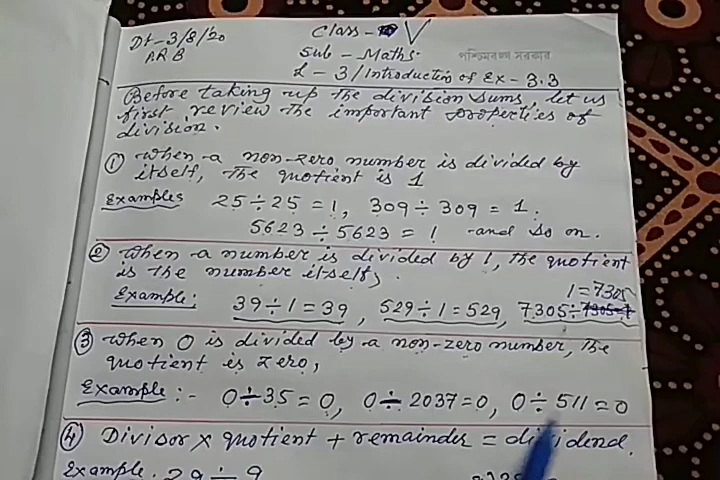 Dt-3/8/20
P.R.B
Class - V
Sub - Maths.
পশ্চিমবঙ্গ সরকার
L - 3/Introduction of Ex - 3.3
Before taking up the division sums, let us
first review the important properties of
division.
① When a non-zero number is divided by
itself, the quotient is 1
Examples 25÷25 = 1, 309÷309 = 1.
5623÷5623 = 1 and so on.
② When a number is divided by 1, the quotient
is the number itself,.
1=7305
Example: 39÷1=39, 529÷1=529, 7305÷
③ When 0 is divided by a non-zero number, the
quotient is zero,
Example :- 0÷35=0, 0÷2037=0, 0÷511=0
④ Divisor × quotient + remainder = dividend.
Example. 29÷9